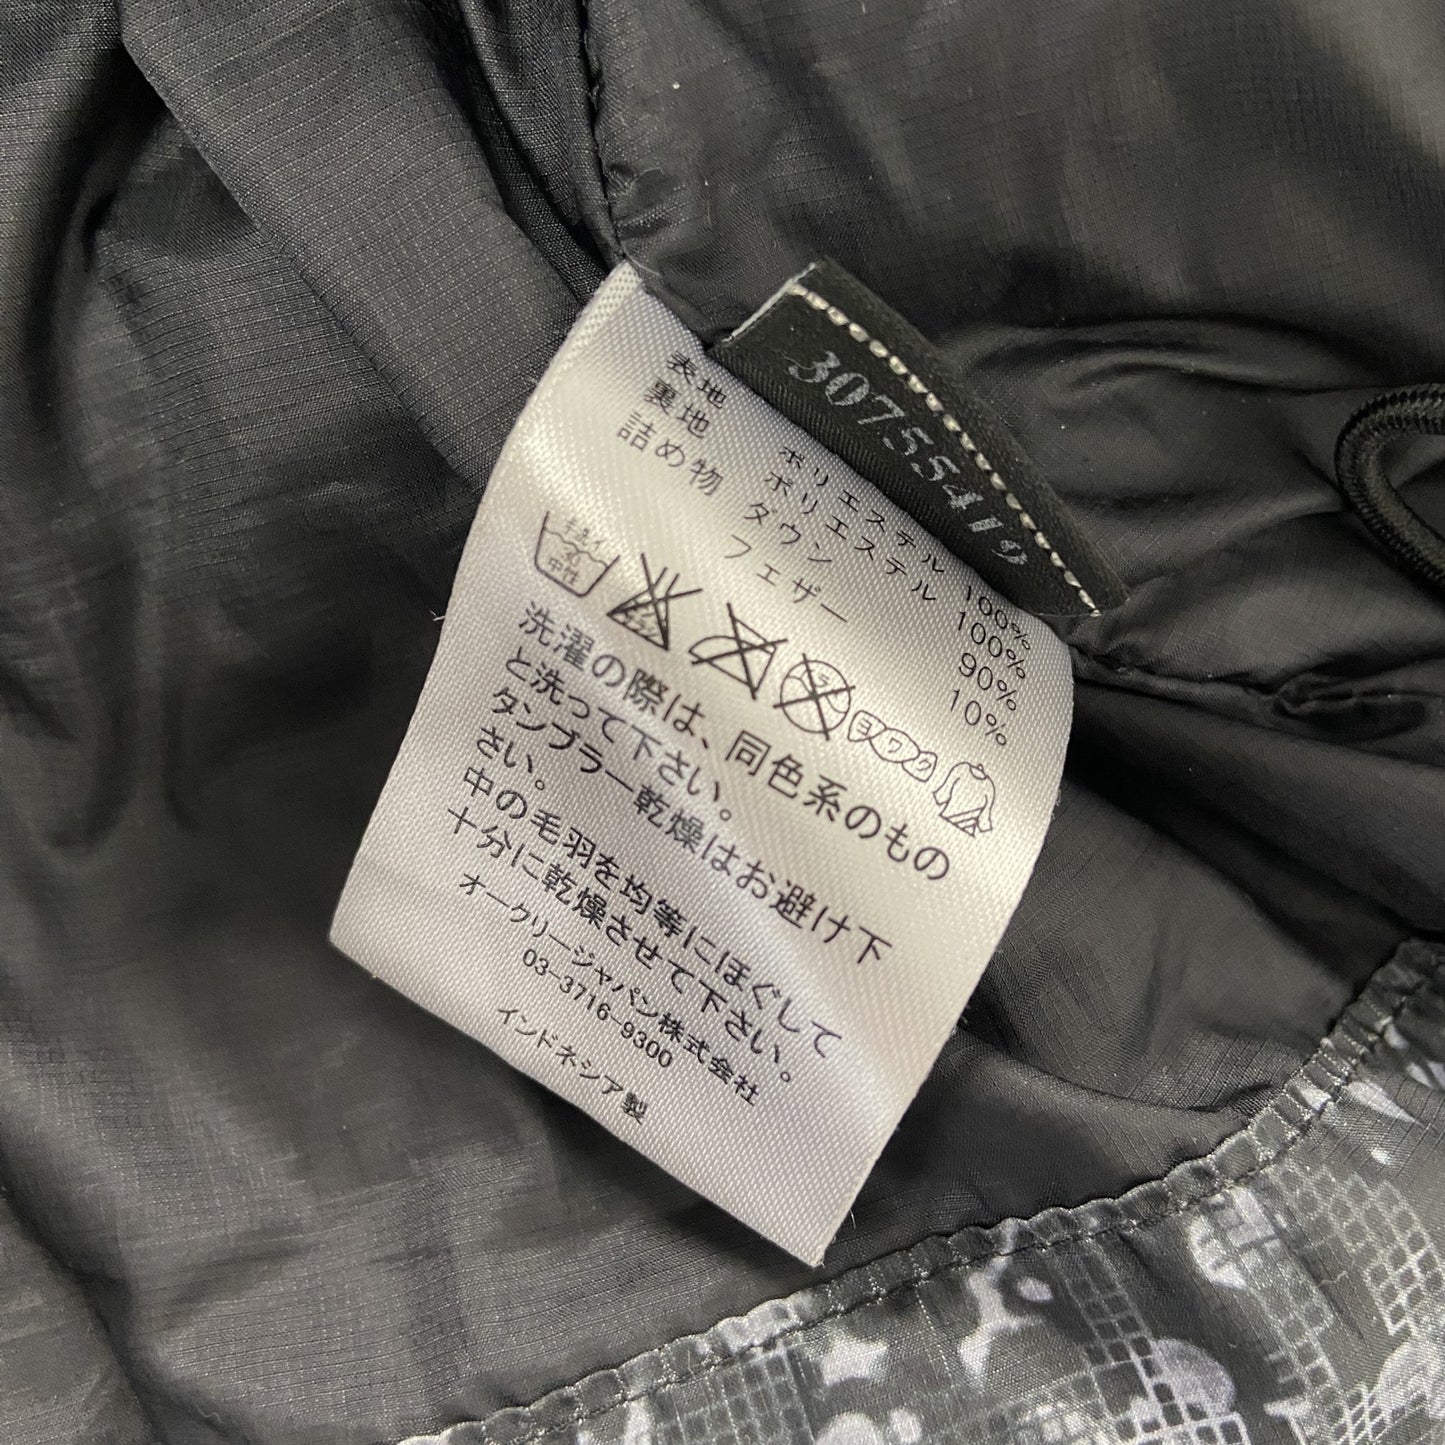 30755419
表地 ポリエステル 100%
裏地 ポリエステル 100%
詰め物 ダウン 90%
フェザー 10%
手洗イ
30
中性
ヨワク
洗濯の際は、同色系のもの
と洗って下さい。
タンブラー乾燥はお避け下
さい。
中の毛羽を均等にほぐして
十分に乾燥させて下さい。
オークリージャパン株式会社
03-3716-9300
インドネシア製